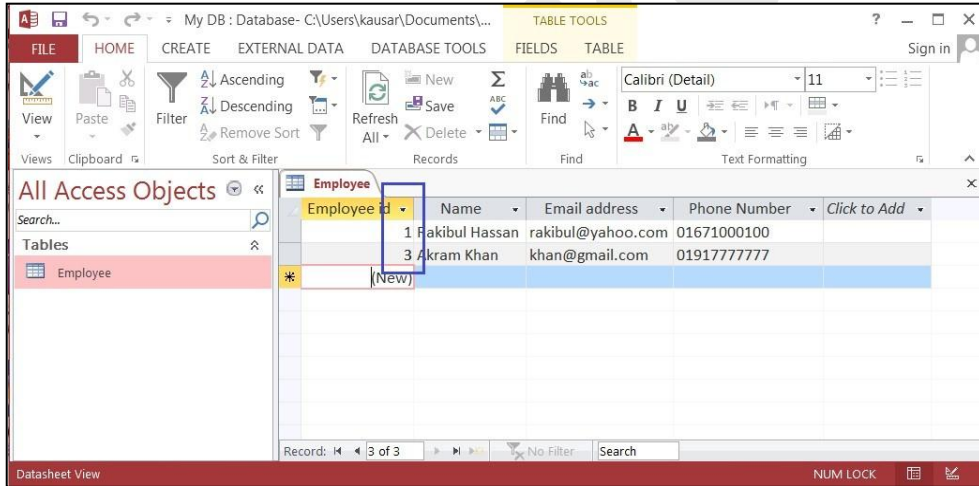 My DB : Database- C:\Users\kausar\Documents\... TABLE TOOLS ?
FILE HOME CREATE EXTERNAL DATA DATABASE TOOLS FIELDS TABLE Sign in
View Paste Filter Ascending Descending Remove Sort Refresh All New Save Delete Find Calibri (Detail) 11
B I U A
Views Clipboard Sort & Filter Records Find Text Formatting
All Access Objects
Search...
Tables
Employee
Employee
Employee id Name Email address Phone Number Click to Add
1 Rakibul Hassan rakibul@yahoo.com 01671000100
3 Akram Khan khan@gmail.com 01917777777
(New)
Record: 3 of 3 No Filter Search
Datasheet View NUM LOCK